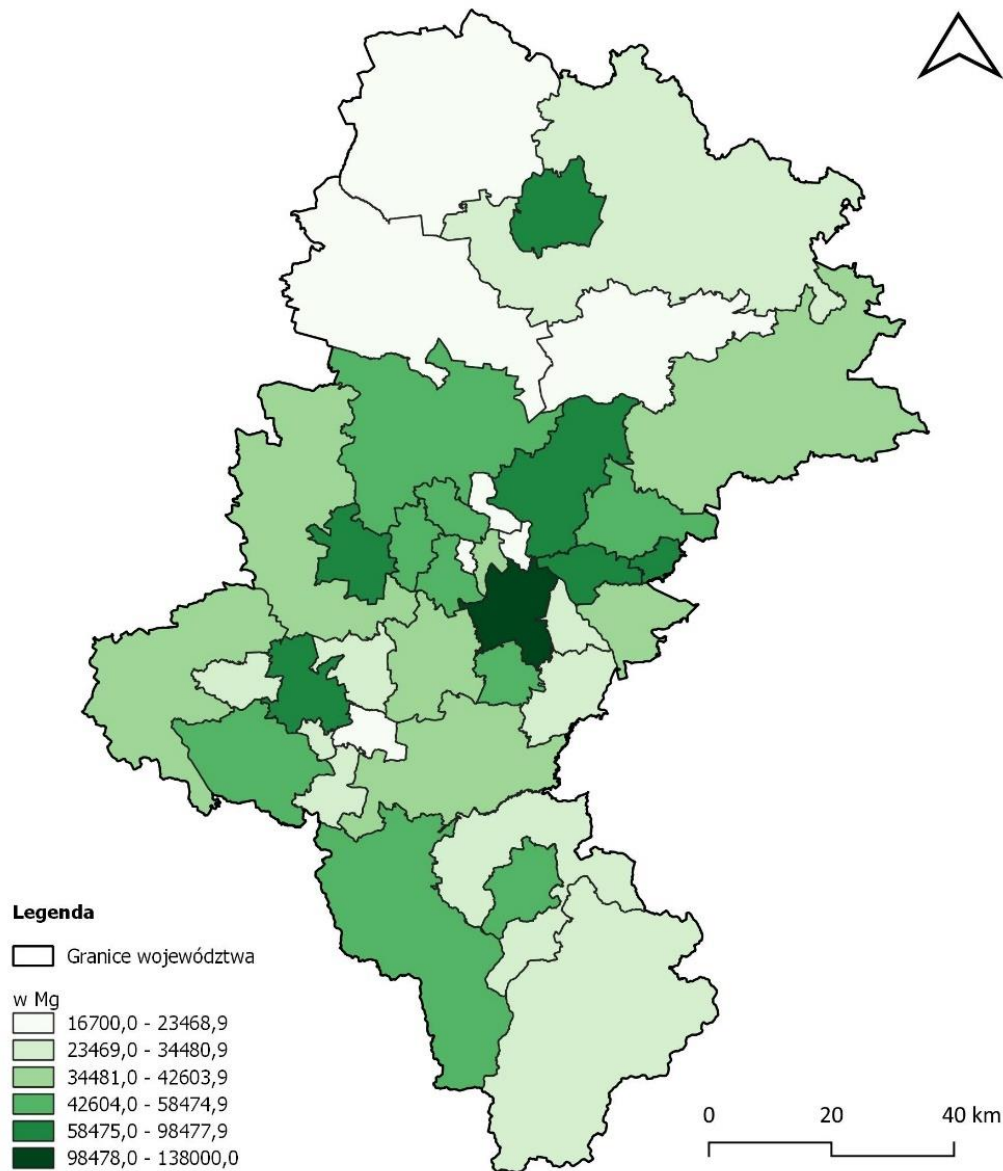 Legenda
Granice województwa
w Mg
16700,0 - 23468,9
23469,0 - 34480,9
34481,0 - 42603,9
42604,0 - 58474,9
58475,0 - 98477,9
98478,0 - 138000,0
0 20 40 km